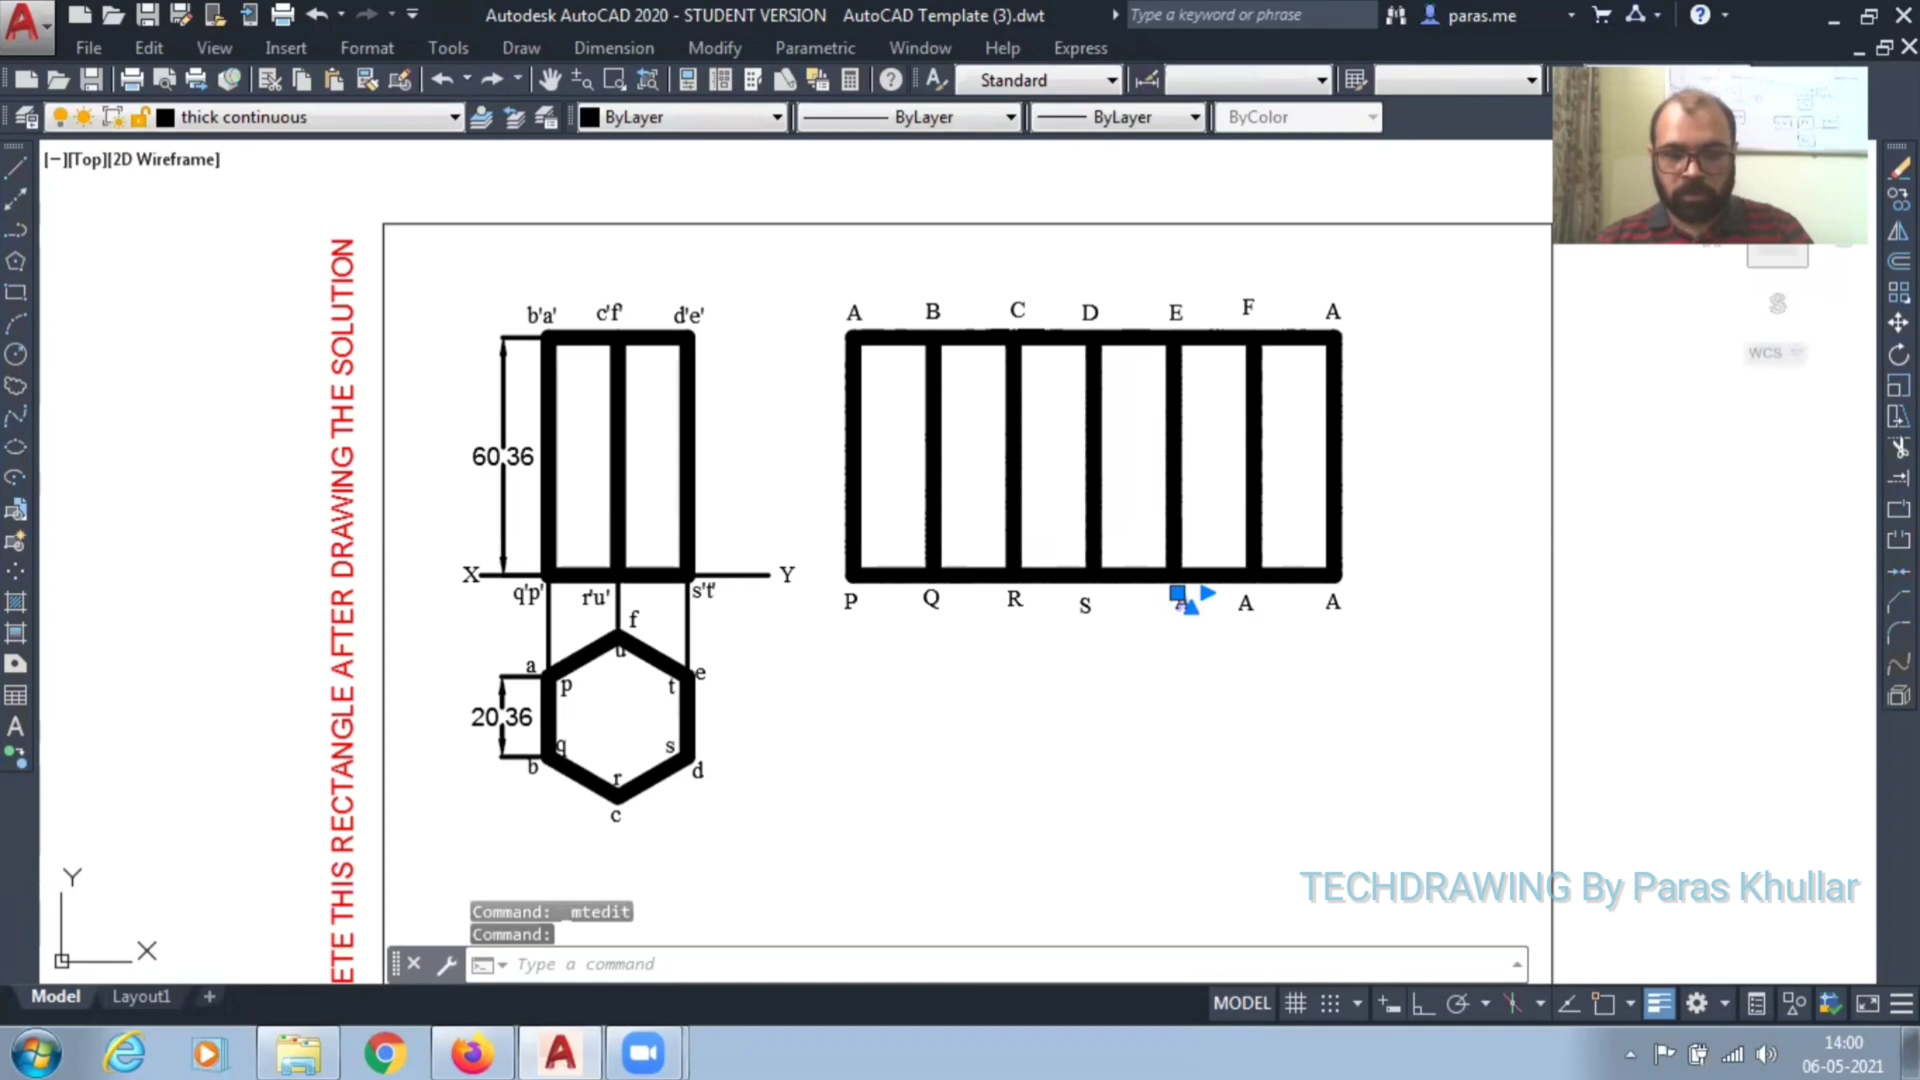 Autodesk AutoCAD 2020 - STUDENT VERSION AutoCAD Template (3).dwt
Type a keyword or phrase
paras.me
File Edit View Insert Format Tools Draw Dimension Modify Parametric Window Help Express
Standard
thick continuous
ByLayer
ByLayer
ByLayer
ByColor
[−][Top][2D Wireframe]
S
WCS
ETE THIS RECTANGLE AFTER DRAWING THE SOLUTION
b'a' c'f' d'e'
A B C D E F A
60.36
X Y
q'p' r'u' s't'
P Q R S A A A
f
u
a e
p t
20.36
q s
b d
r
c
TECHDRAWING By Paras Khullar
Y
X
Command: _mtedit
Command:
Type a command
Model Layout1 +
MODEL
14:00
06-05-2021